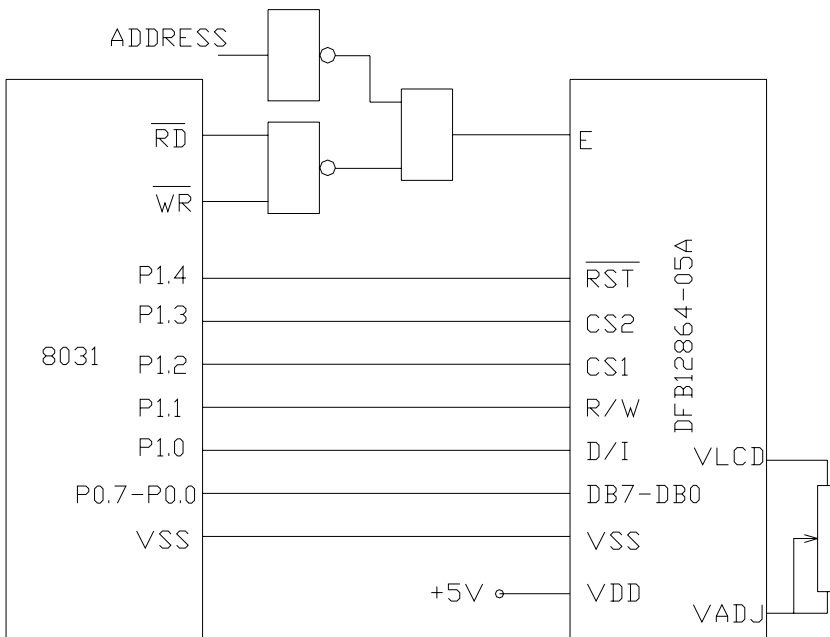 ADDRESS
RD
WR
P1.4
P1.3
8031
P1.2
P1.1
P1.0
P0.7-P0.0
VSS
E
RST
CS2
CS1
R/W
D/I
DB7-DB0
VSS
+5V
VDD
DFB12864-05A
VLCD
VADJ